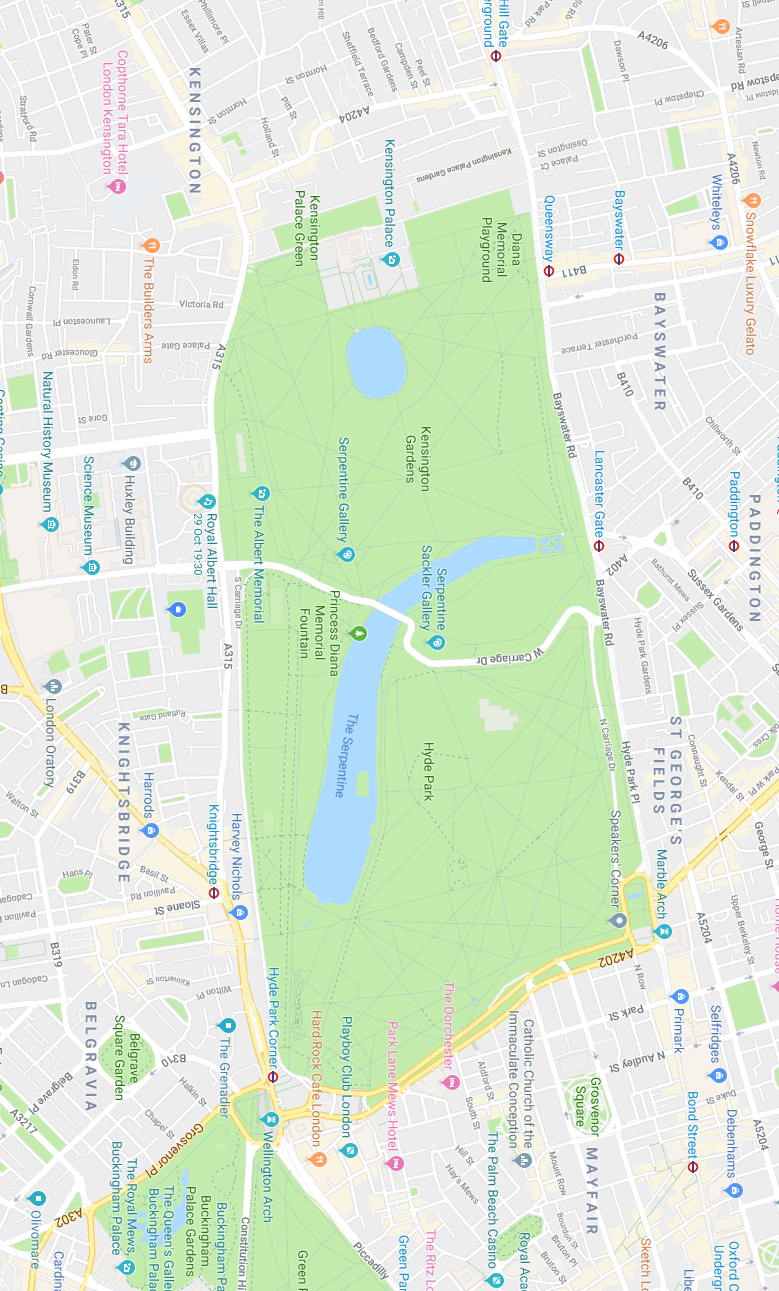 Snowflake Luxury Gelato
Artesian Rd
A4206
Chepstow Pl
Dawson Pl
Newton Rd
A4206
Whiteleys
PADDINGTON
Paddington
Sussex Gardens
Sussex Pl
Bathurst Mews
George St
Kendal St
Connaught St
Upper Berkeley St
A5204
Selfridges
Debenhams
Duke St
A5204
Primark
Bond Street
BAYSWATER
Bayswater
B410
Chilworth St
B410
Porchester Terrace
B411
Ossington St
Palace Ct
Queensway
Lancaster Gate
A402
Bayswater Rd
Bayswater Rd
Hyde Park Gardens
N Carriage Dr
Hyde Park Pl
ST GEORGE'S
FIELDS
Marble Arch
Speakers' Corner
A4202
N Row
Park St
N Audley St
Grosvenor
Square
MAYFAIR
Sketch Lo
Hill Gate
Kensington Palace Gardens
Diana
Memorial
Playground
Kensington
Gardens
Serpentine
Sackler Gallery
W Carriage Dr
Hyde Park
The Dorchester
Aldford St
South St
Catholic Church of the
Immaculate Conception
Mount Row
Bourdon St
Bruton Pl
Bruton St
Hill St
Hay's Mews
The Palm Beach Casino
Royal Aca
The Ritz Lo
Green Par
Park Lane Mews Hotel
Playboy Club London
Hard Rock Cafe London
Piccadilly
Peel St
Campden St
Bedford Gardens
Sheffield Terrace
Hornton St
Pitt St
Holland St
Hornton St
A4204
Kensington Palace
Kensington
Palace Green
Serpentine Gallery
Princess Diana
Memorial
Fountain
The Serpentine
The Albert Memorial
S Carriage Dr
A315
Royal Albert Hall
29 Oct 19:30
A315
Hyde Park Corner
Wellington Arch
Constitution Hi
Green P
Harvey Nichols
Knightsbridge
The Grenadier
Wilton Pl
Grosvenor Pl
Buckingham Pa
Buckingham
Palace Gardens
The Queen's Galle
Buckingham Palac
The Royal Mews,
Buckingham Palace
A315
Phillimore Pl
Essex Villas
Pater St
Cope Pl
KENSINGTON
Copthorne Tara Hotel
London Kensington
The Builders Arms
Victoria Rd
Eldon Rd
Cornwall Gardens
Launceston Pl
Gloucester Rd
Palace Gate
Gore St
Huxley Building
Science Museum
Natural History Museum
Rutland Gate
London Oratory
KNIGHTSBRIDGE
Harrods
B319
Walton St
Hans Pl
Basil St
Pavilion Rd
Sloane St
B319
Kinnerton St
Cadogan Ln
BELGRAVIA
Belgrave
Square Garden
B310
Halkin St
Chapel St
Belgrave Pl
A3217
A302
Olivomare
Stratford Rd